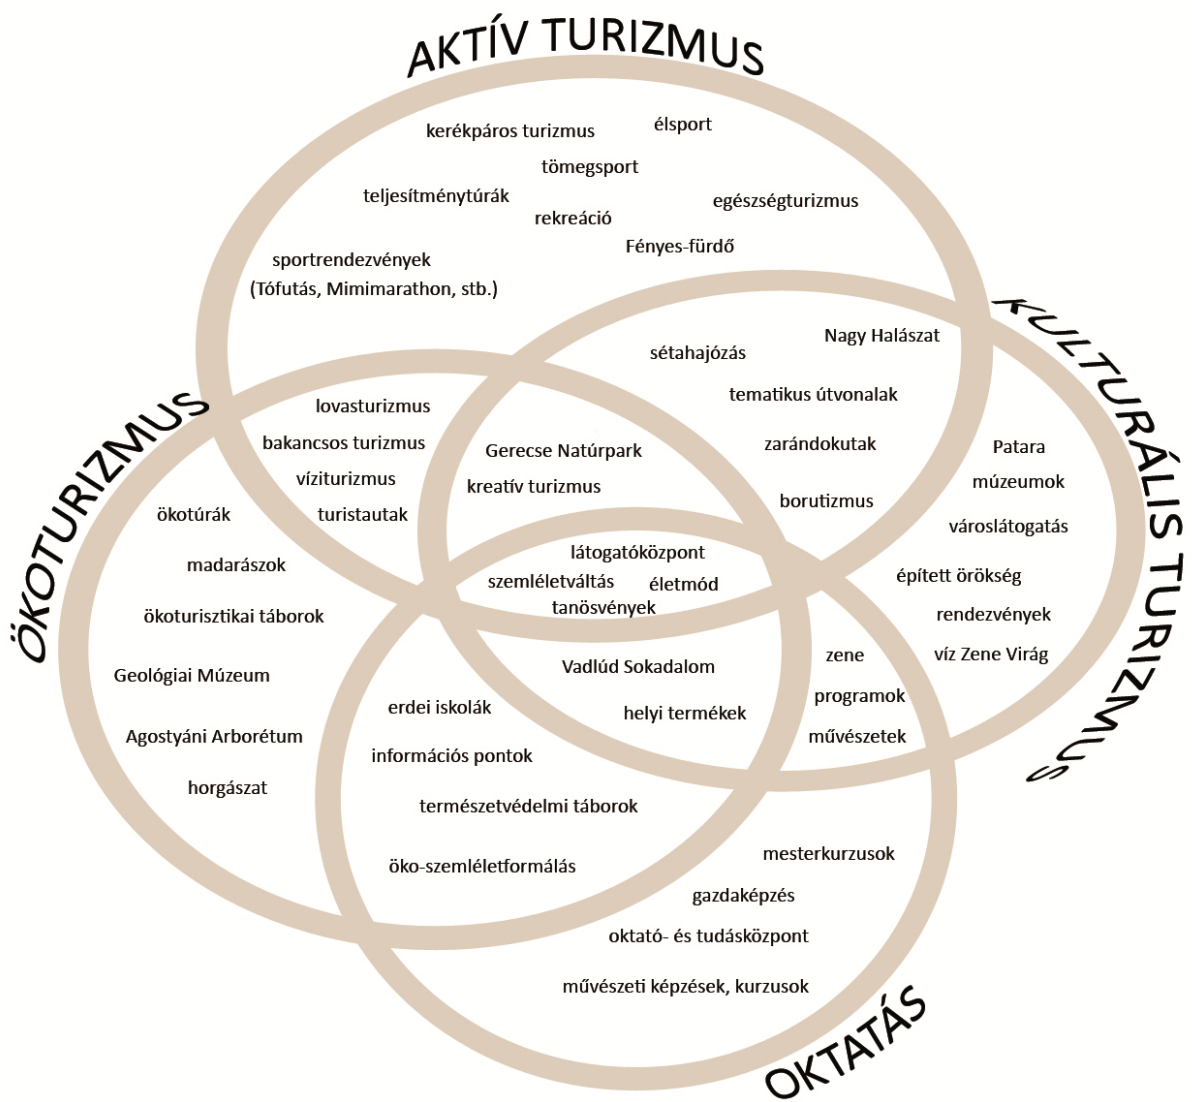 AKTÍV TURIZMUS
kerékpáros turizmus
élsport
tömegsport
teljesítménytúrák
egészségturizmus
rekreáció
Fényes-fürdő
sportrendezvények
(Tófutás, Mimimarathon, stb.)
KULTURÁLIS TURIZMUS
Nagy Halászat
sétahajózás
tematikus útvonalak
zarándokutak
borutizmus
Patara
múzeumok
városlátogatás
épített örökség
rendezvények
víz Zene Virág
ÖKOTURIZMUS
lovasturizmus
bakancsos turizmus
víziturizmus
turistautak
Gerecse Natúrpark
kreatív turizmus
ökotúrák
madarászok
ökoturisztikai táborok
Geológiai Múzeum
Agostyáni Arborétum
horgászat
látogatóközpont
szemléletváltás
életmód
tanösvények
Vadlúd Sokadalom
helyi termékek
zene
programok
művészetek
erdei iskolák
információs pontok
természetvédelmi táborok
öko-szemléletformálás
mesterkurzusok
gazdaképzés
oktató- és tudásközpont
művészeti képzések, kurzusok
OKTATÁS